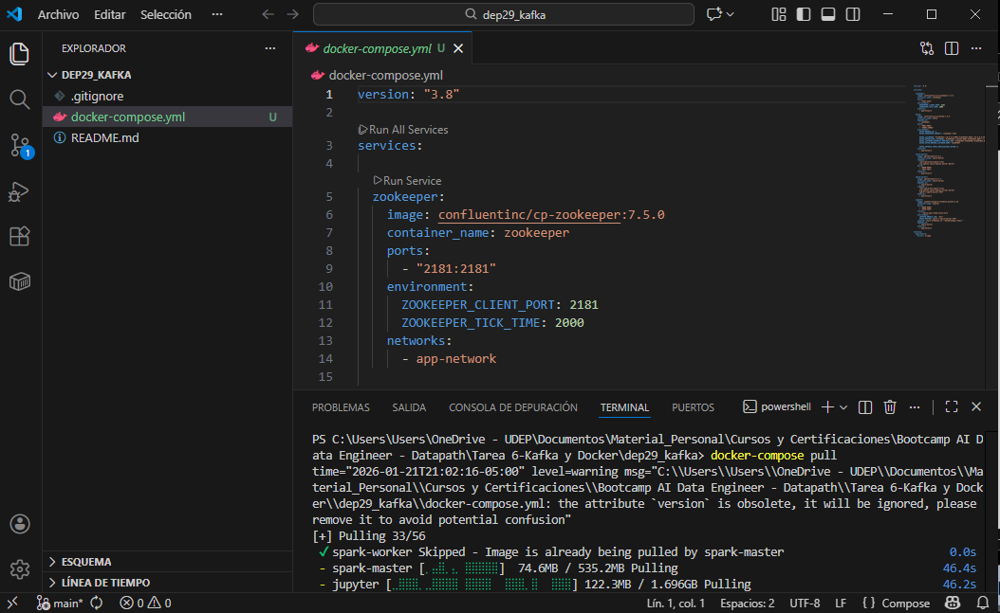 Archivo Editar Selección ··· dep29_kafka
EXPLORADOR ···
DEP29_KAFKA
.gitignore
docker-compose.yml U
README.md
1
ESQUEMA
LÍNEA DE TIEMPO
docker-compose.yml U
docker-compose.yml
1 version: "3.8"
2
Run All Services
3 services:
4
Run Service
5 zookeeper:
6 image: confluentinc/cp-zookeeper:7.5.0
7 container_name: zookeeper
8 ports:
9 - "2181:2181"
10 environment:
11 ZOOKEEPER_CLIENT_PORT: 2181
12 ZOOKEEPER_TICK_TIME: 2000
13 networks:
14 - app-network
15
PROBLEMAS SALIDA CONSOLA DE DEPURACIÓN TERMINAL PUERTOS powershell ···
PS C:\Users\Users\OneDrive - UDEP\Documentos\Material_Personal\Cursos y Certificaciones\Bootcamp AI D
ata Engineer - Datapath\Tarea 6-Kafka y Docker\dep29_kafka> docker-compose pull
time="2026-01-21T21:02:16-05:00" level=warning msg="C:\\Users\\Users\\OneDrive - UDEP\\Documentos\\Ma
terial_Personal\\Cursos y Certificaciones\\Bootcamp AI Data Engineer - Datapath\\Tarea 6-Kafka y Dock
er\\dep29_kafka\\docker-compose.yml: the attribute `version` is obsolete, it will be ignored, please
remove it to avoid potential confusion"
[+] Pulling 33/56
✓ spark-worker Skipped - Image is already being pulled by spark-master 0.0s
- spark-master [ ] 74.6MB / 535.2MB Pulling 46.4s
- jupyter [ ] 122.3MB / 1.696GB Pulling 46.2s
main* 0 0 Lín. 1, col. 1 Espacios: 2 UTF-8 LF {} Compose